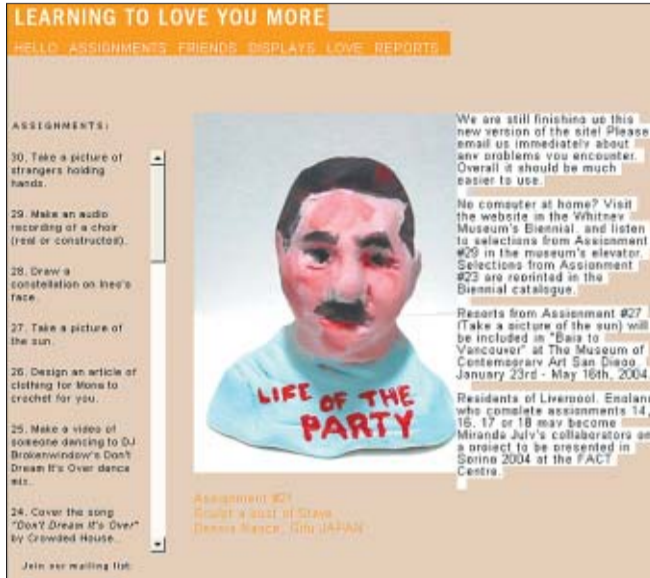 LEARNING TO LOVE YOU MORE
HELLO ASSIGNMENTS FRIENDS DISPLAYS LOVE REPORTS
ASSIGNMENTS:
30. Take a picture of
strangers holding
hands.
29. Make an audio
recording of a choir
(real or constructed).
28. Draw a
constellation on
face.
27. Take a picture of
the sun.
26. Design an article of
clothing for Mona to
crochet for you.
25. Make a video of
someone dancing to DJ
Brokenwindow's Don't
Dream It's Over dance
mix.
24. Cover the song
"Don't Dream It's Over"
by Crowded House.
Join our mailing list:
LIFE OF THE
PARTY
Assignment #21
Sculpt a bust of Steve
Dennis Nance, Gifu JAPAN
We are still finishing up this
new version of the site! Please
email us immediately about
any problems you encounter.
Overall it should be much
easier to use.
No computer at home? Visit
the website in the Whitney
Museum's Biennial, and listen
to selections from Assignment
#29 in the museum's elevator.
Selections from Assignment
#23 are reprinted in the
Biennial catalogue.
Reports from Assignment #27
(Take a picture of the sun) will
be included in "Baja to
Vancouver" at The Museum of
Contemporary Art San Diego,
January 23rd - May 16th, 2004.
Residents of Liverpool, England
who complete assignments 14,
16, 17 or 18 may become
Miranda July's collaborators on
a project to be presented in
Spring 2004 at the FACT
Centre.